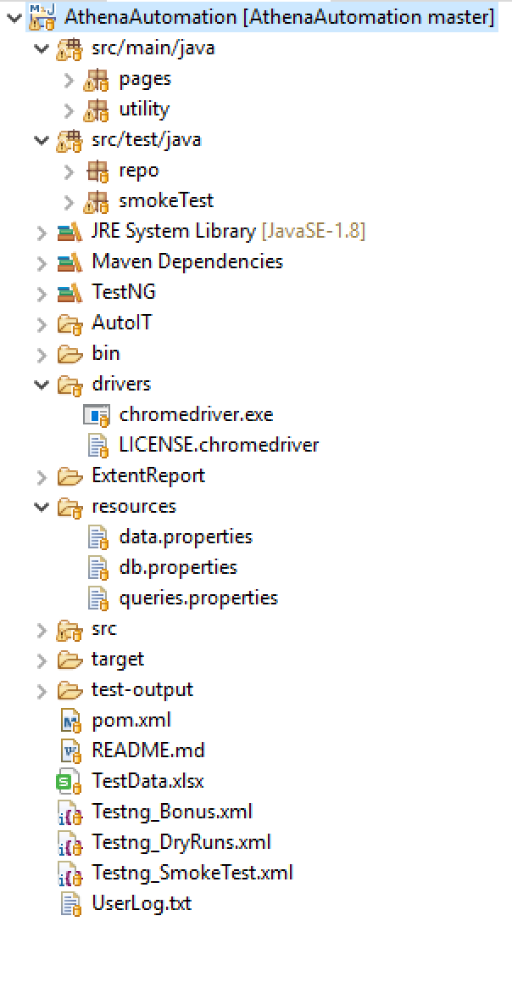 AthenaAutomation [AthenaAutomation master]
src/main/java
pages
utility
src/test/java
repo
smokeTest
JRE System Library [JavaSE-1.8]
Maven Dependencies
TestNG
AutoIT
bin
drivers
chromedriver.exe
LICENSE.chromedriver
ExtentReport
resources
data.properties
db.properties
queries.properties
src
target
test-output
pom.xml
README.md
TestData.xlsx
Testng_Bonus.xml
Testng_DryRuns.xml
Testng_SmokeTest.xml
UserLog.txt